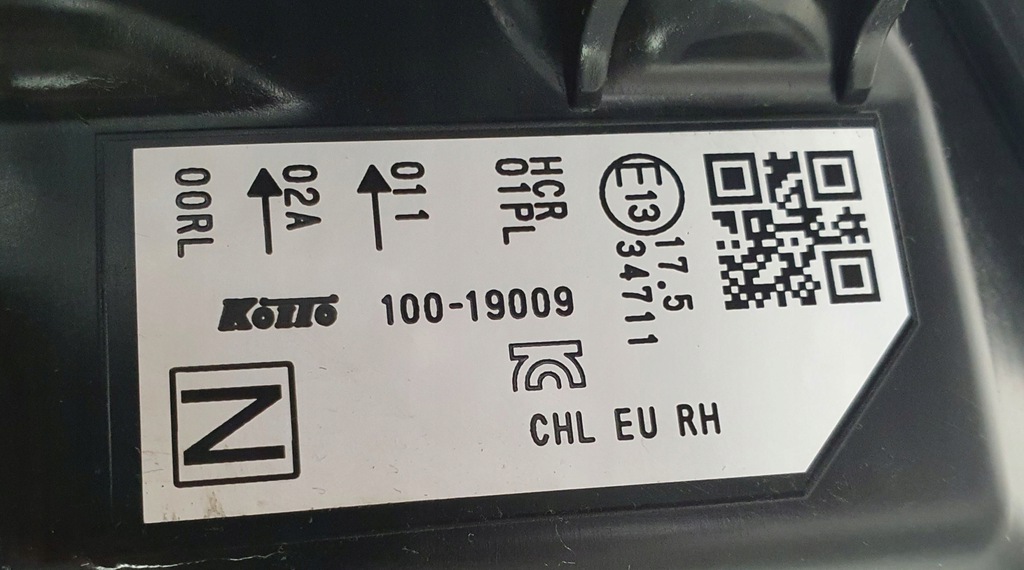 E13
17.5
34711
HCR
01PL
011
02A
00RL
KOITO
100-19009
CHL EU RH
N